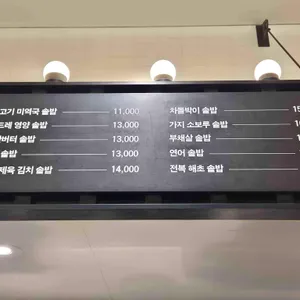 고기 미역국 솥밥 11,000
드레 영양 솥밥 13,000
버터 솥밥 13,000
솥밥 13,000
제육 김치 솥밥 14,000
차돌박이 솥밥
가지 소보루 솥밥
부채살 솥밥
연어 솥밥
전복 해초 솥밥